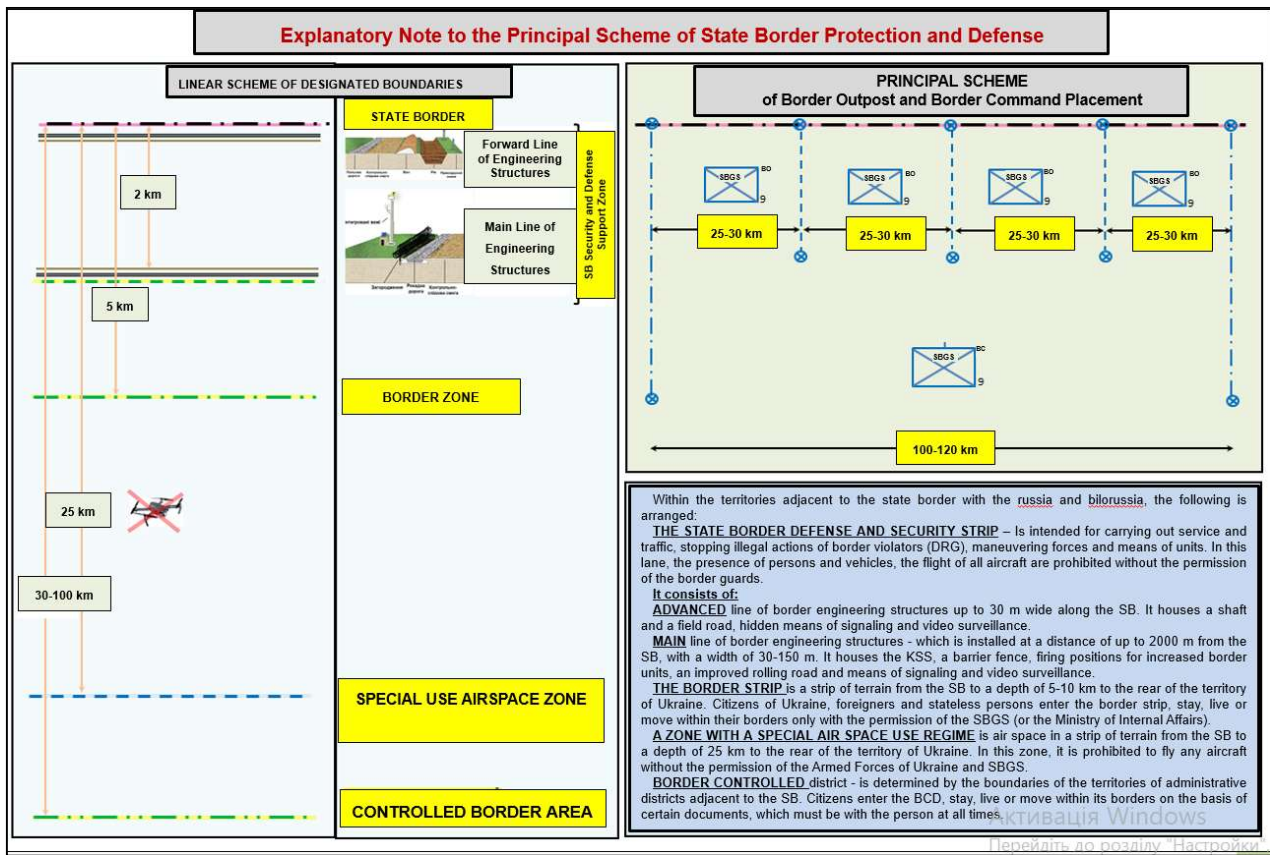 Explanatory Note to the Principal Scheme of State Border Protection and Defense
LINEAR SCHEME OF DESIGNATED BOUNDARIES
STATE BORDER
Forward Line
of Engineering
Structures
Main Line of
Engineering
Structures
SB Security and Defense
Support Zone
2 km
5 km
BORDER ZONE
25 km
30-100 km
SPECIAL USE AIRSPACE ZONE
CONTROLLED BORDER AREA
PRINCIPAL SCHEME
of Border Outpost and Border Command Placement
SBGS BO 9
SBGS BO 9
SBGS BO 9
SBGS BO 9
25-30 km
25-30 km
25-30 km
25-30 km
SBGS BC 9
100-120 km
Within the territories adjacent to the state border with the russia and bilorussia, the following is
arranged:
THE STATE BORDER DEFENSE AND SECURITY STRIP – Is intended for carrying out service and
traffic, stopping illegal actions of border violators (DRG), maneuvering forces and means of units. In this
lane, the presence of persons and vehicles, the flight of all aircraft are prohibited without the permission
of the border guards.
It consists of:
ADVANCED line of border engineering structures up to 30 m wide along the SB. It houses a shaft
and a field road, hidden means of signaling and video surveillance.
MAIN line of border engineering structures - which is installed at a distance of up to 2000 m from the
SB, with a width of 30-150 m. It houses the KSS, a barrier fence, firing positions for increased border
units, an improved rolling road and means of signaling and video surveillance.
THE BORDER STRIP is a strip of terrain from the SB to a depth of 5-10 km to the rear of the territory
of Ukraine. Citizens of Ukraine, foreigners and stateless persons enter the border strip, stay, live or
move within their borders only with the permission of the SBGS (or the Ministry of Internal Affairs).
A ZONE WITH A SPECIAL AIR SPACE USE REGIME is air space in a strip of terrain from the SB to
a depth of 25 km to the rear of the territory of Ukraine. In this zone, it is prohibited to fly any aircraft
without the permission of the Armed Forces of Ukraine and SBGS.
BORDER CONTROLLED district - is determined by the boundaries of the territories of administrative
districts adjacent to the SB. Citizens enter the BCD, stay, live or move within its borders on the basis of
certain documents, which must be with the person at all times.
Активація Windows
Перейдіть до розділу "Настройки"